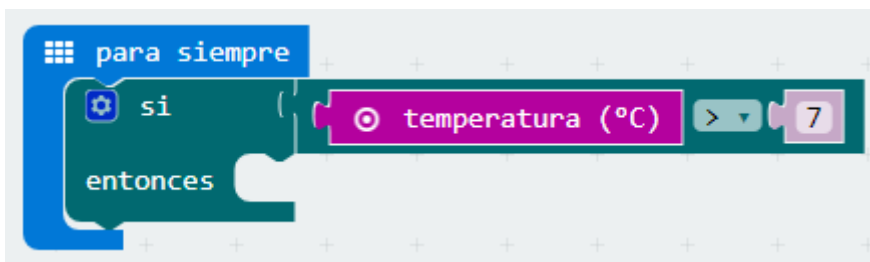 para siempre
si temperatura (°C) > 7
entonces